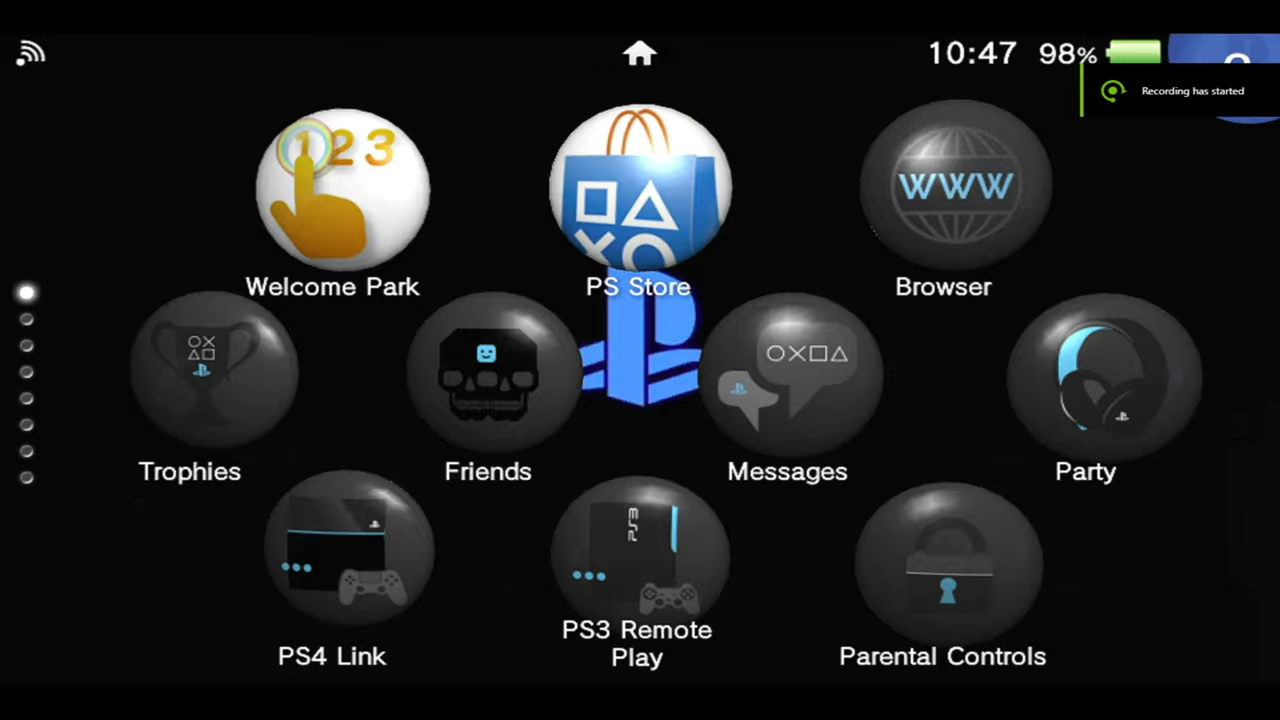 10:47 98%
Recording has started
123
WWW
Welcome Park
PS Store
Browser
Trophies
Friends
Messages
Party
PS3
PS4 Link
PS3 Remote
Play
Parental Controls